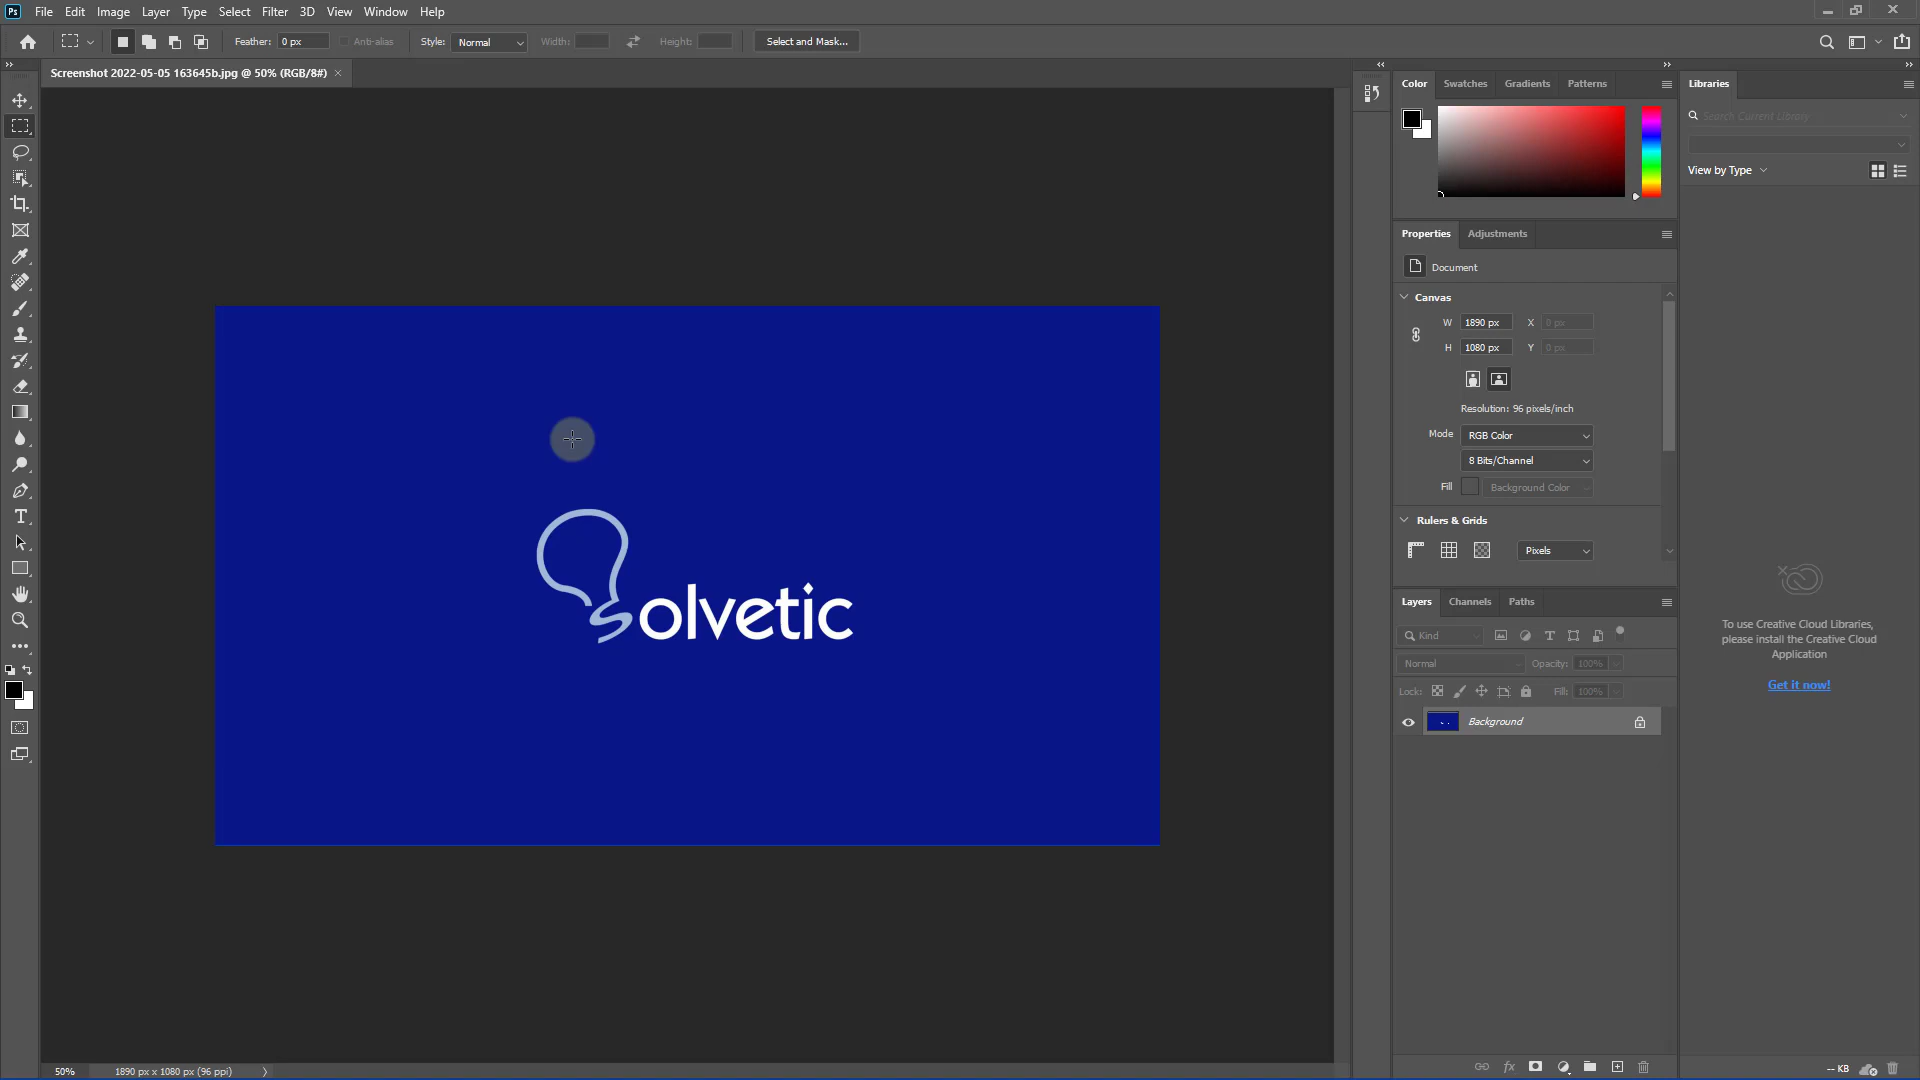 Ps File Edit Image Layer Type Select Filter 3D View Window Help
Feather: 0 px Anti-alias Style: Normal Width: Height: Select and Mask...
Screenshot 2022-05-05 163645b.jpg @ 50% (RGB/8#) ×
Color Swatches Gradients Patterns
Libraries
Search Current Library
View by Type
Properties Adjustments
Document
Canvas
W 1890 px X 0 px
H 1080 px Y 0 px
Resolution: 96 pixels/inch
Mode RGB Color
8 Bits/Channel
Fill Background Color
Rulers & Grids
Pixels
solvetic
Layers Channels Paths
Kind
Normal Opacity: 100%
Lock: Fill: 100%
Background
To use Creative Cloud Libraries,
please install the Creative Cloud
Application
Get it now!
50% 1890 px x 1080 px (96 ppi)
fx
-- KB